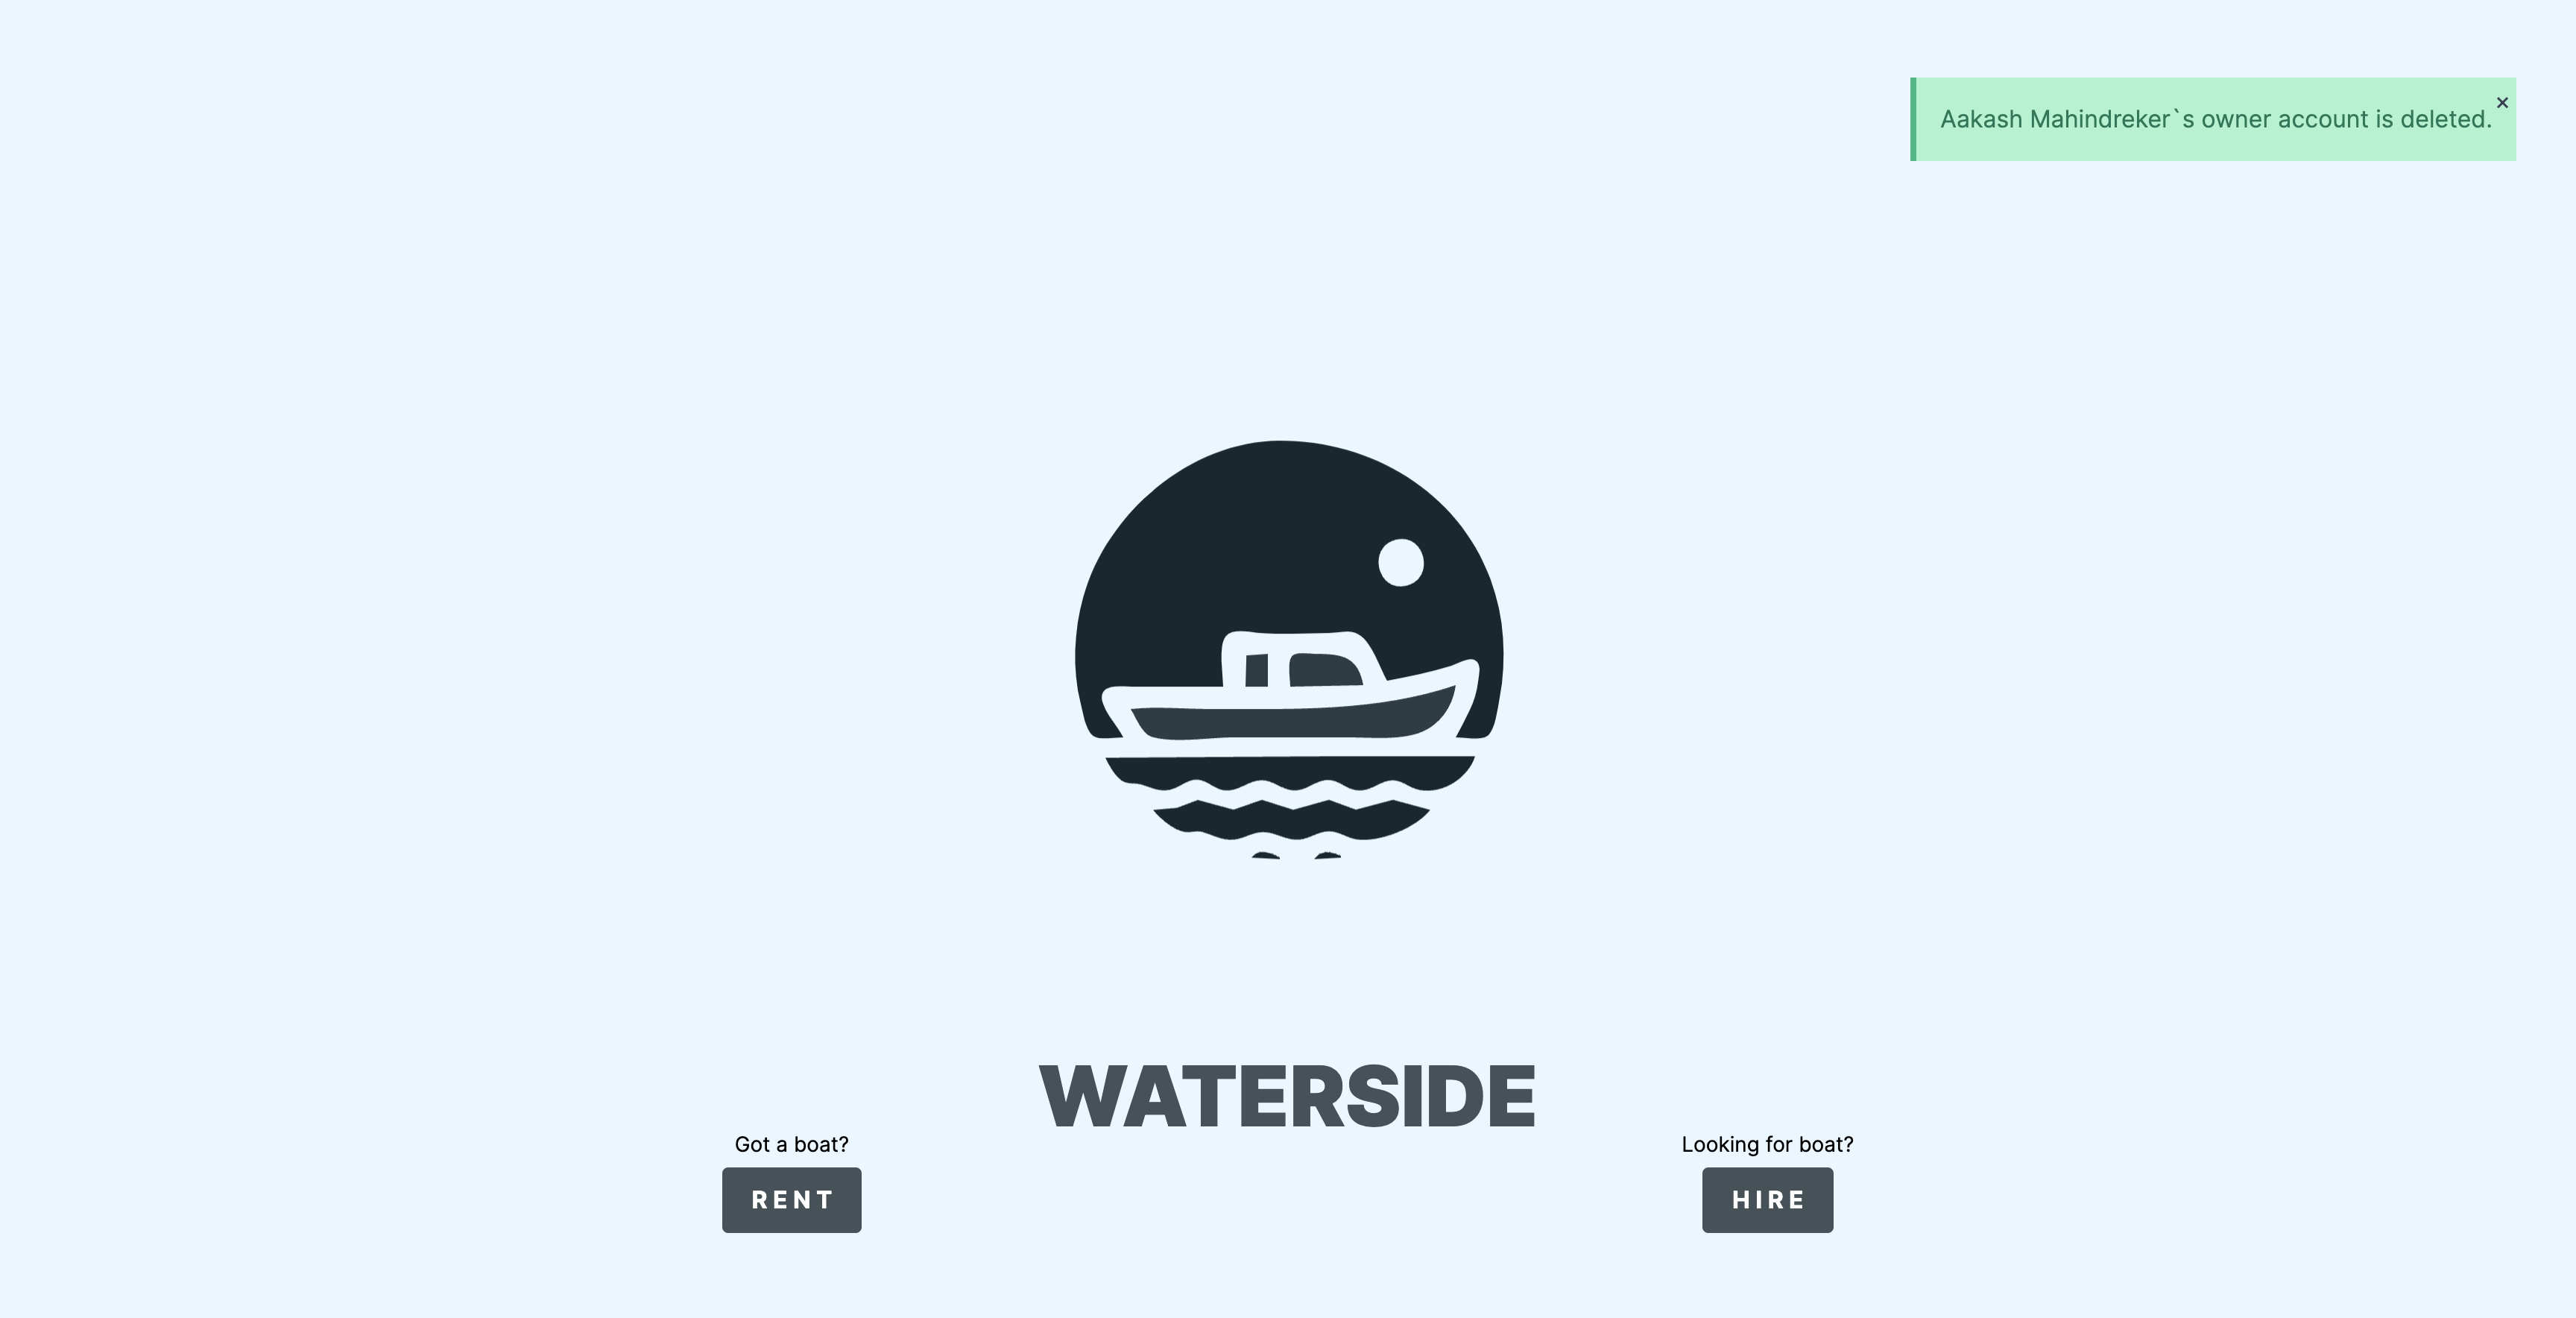 Aakash Mahindreker`s owner account is deleted.
×
WATERSIDE
Got a boat?
RENT
Looking for boat?
HIRE